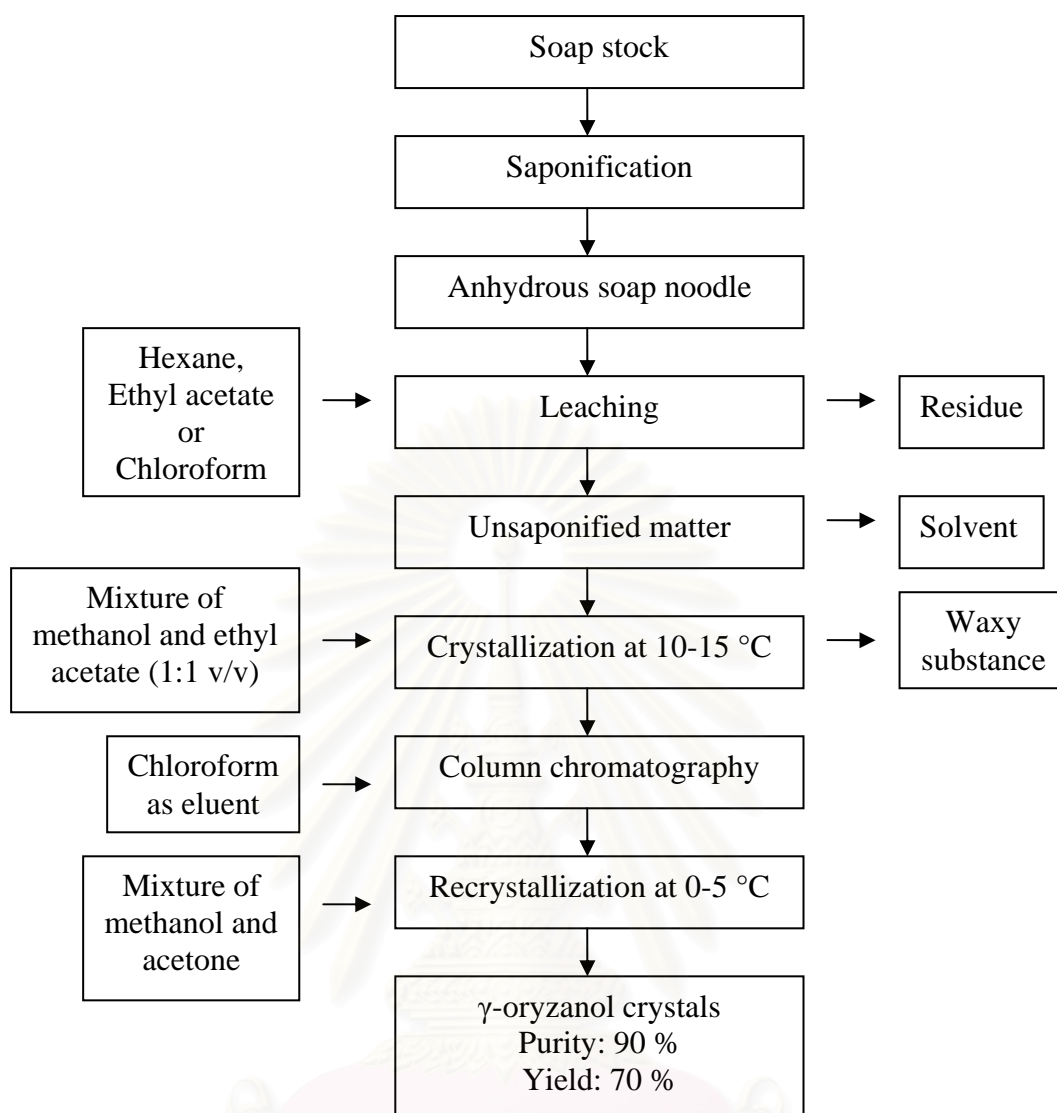 Soap stock
Saponification
Anhydrous soap noodle
Hexane,
Ethyl acetate
or
Chloroform
Leaching
Residue
Unsaponified matter
Solvent
Mixture of
methanol and ethyl
acetate (1:1 v/v)
Crystallization at 10-15 °C
Waxy
substance
Chloroform
as eluent
Column chromatography
Mixture of
methanol and
acetone
Recrystallization at 0-5 °C
γ-oryzanol crystals
Purity: 90 %
Yield: 70 %